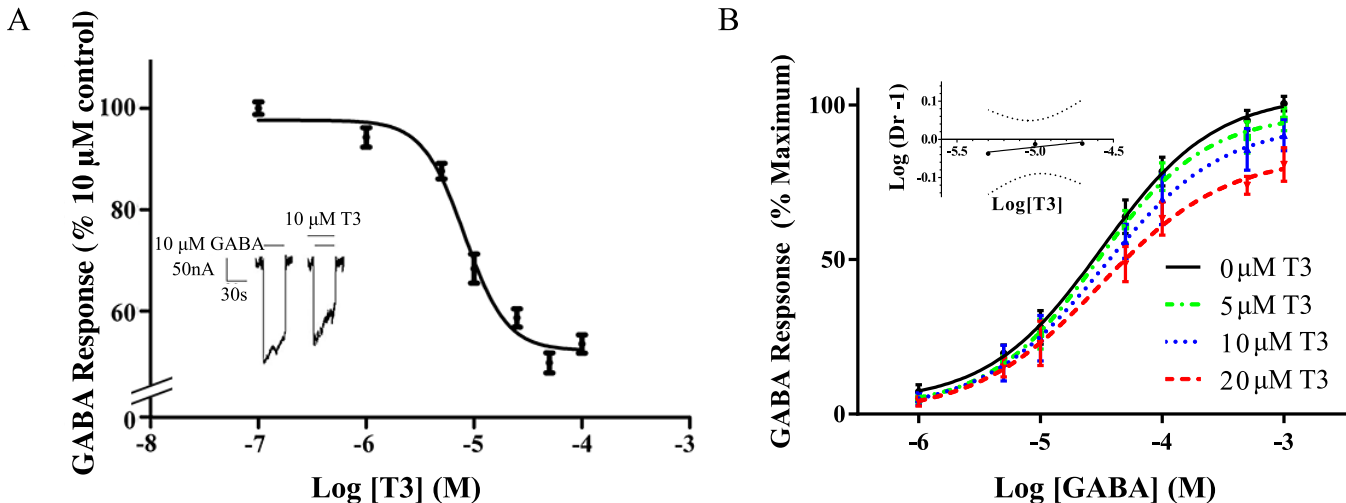 A
GABA Response (% 10 µM control)
100
80
60
0
-8
-7
-6
-5
-4
-3
Log [T3] (M)
10 µM T3
10 µM GABA
50nA
30s
B
GABA Response (% Maximum)
100
50
0
-6
-5
-4
-3
Log [GABA] (M)
Log (Dr -1)
0.1
0.0
-0.1
-5.5
-5.0
-4.5
Log[T3]
0 µM T3
5 µM T3
10 µM T3
20 µM T3